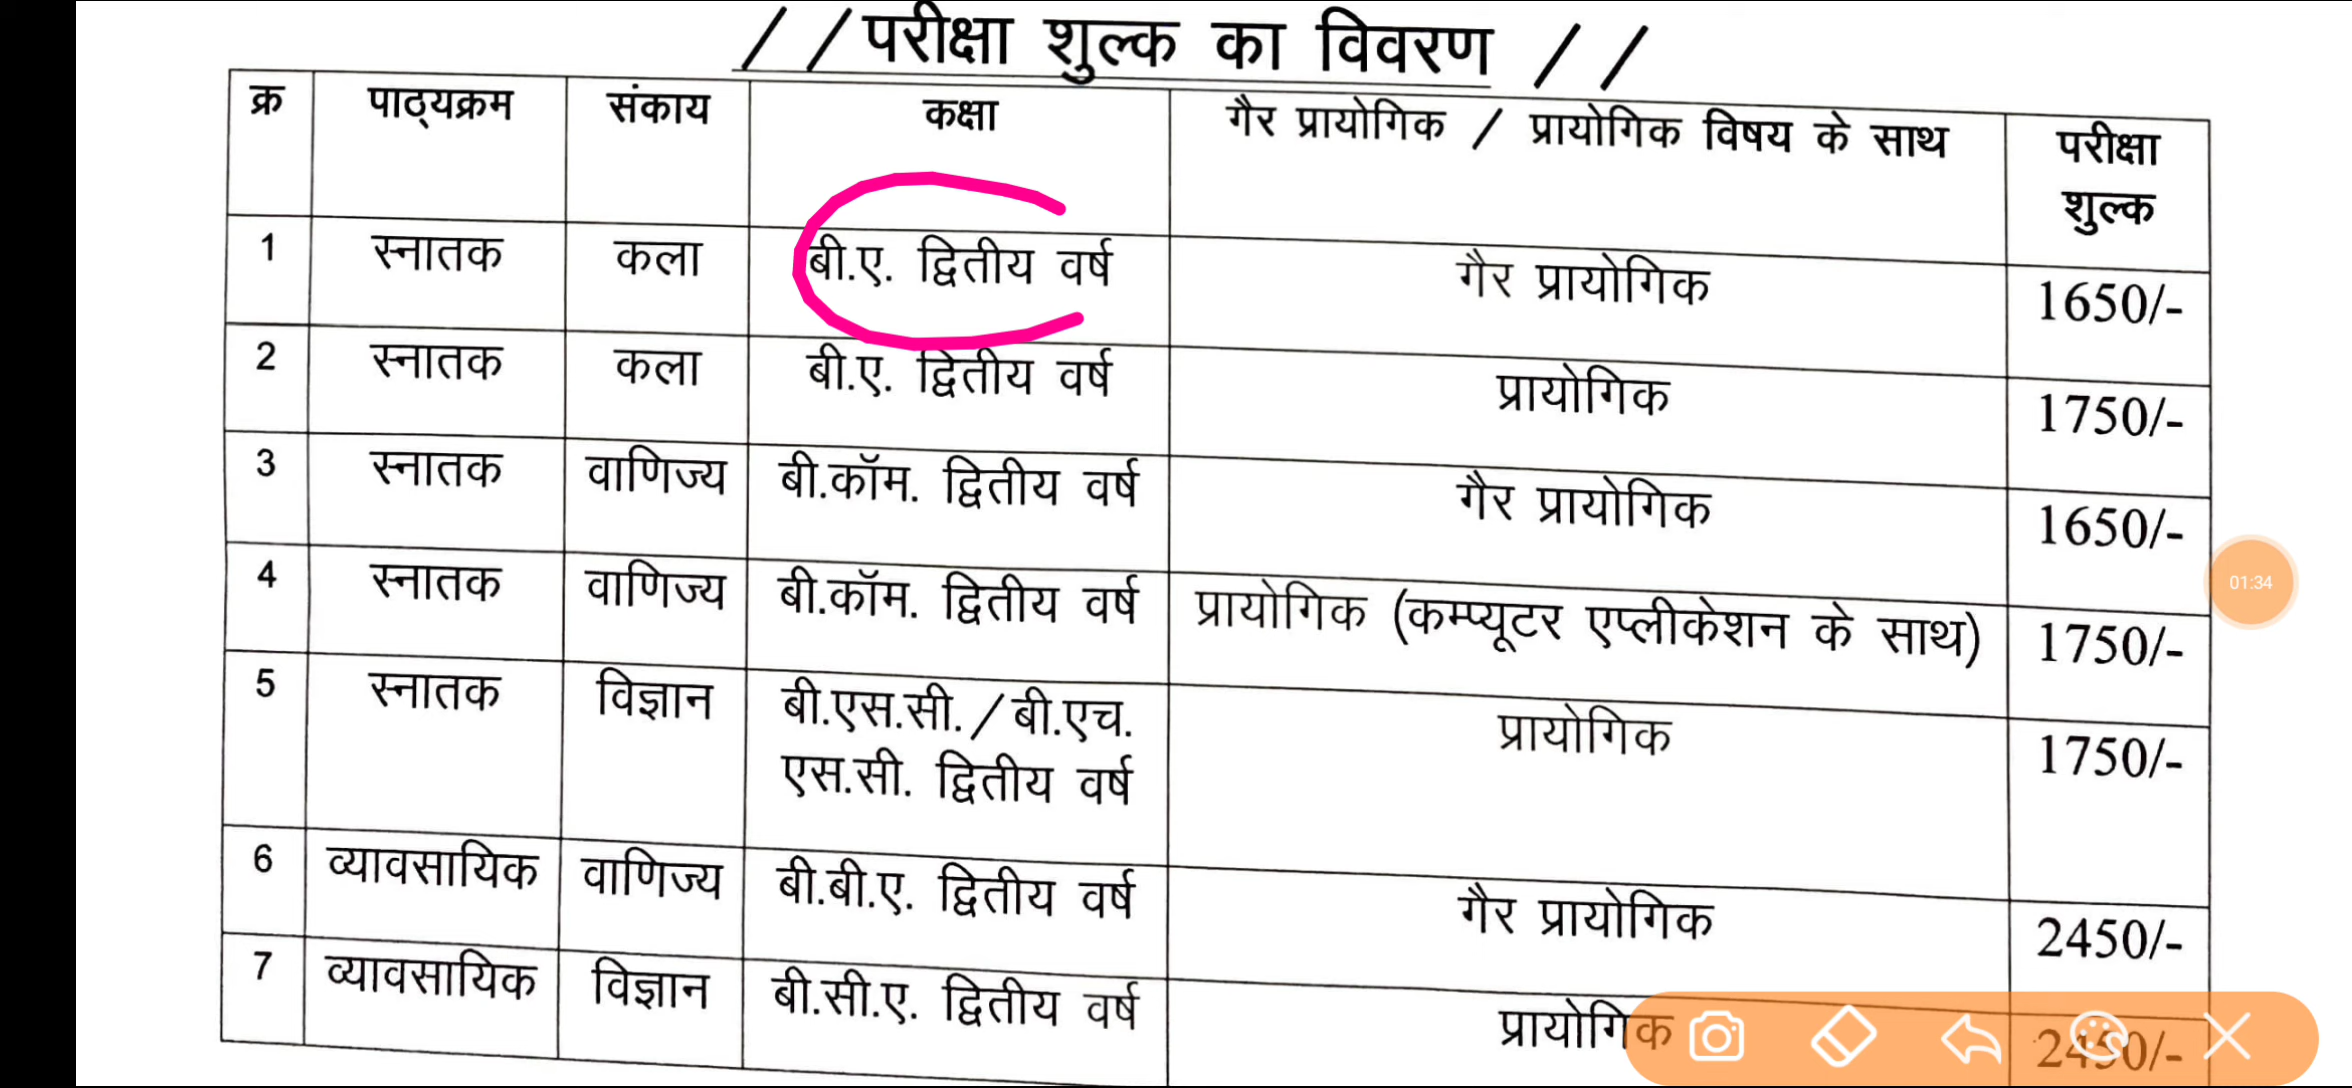 //परीक्षा शुल्क का विवरण//
क्र पाठ्यक्रम संकाय कक्षा गैर प्रायोगिक / प्रायोगिक विषय के साथ परीक्षा शुल्क
1 स्नातक कला बी.ए. द्वितीय वर्ष गैर प्रायोगिक 1650/-
2 स्नातक कला बी.ए. द्वितीय वर्ष प्रायोगिक 1750/-
3 स्नातक वाणिज्य बी.कॉम. द्वितीय वर्ष गैर प्रायोगिक 1650/-
4 स्नातक वाणिज्य बी.कॉम. द्वितीय वर्ष प्रायोगिक (कम्प्यूटर एप्लीकेशन के साथ) 1750/-
01:34
5 स्नातक विज्ञान बी.एस.सी./बी.एच. एस.सी. द्वितीय वर्ष प्रायोगिक 1750/-
6 व्यावसायिक वाणिज्य बी.बी.ए. द्वितीय वर्ष गैर प्रायोगिक 2450/-
7 व्यावसायिक विज्ञान बी.सी.ए. द्वितीय वर्ष प्रायोगिक 2450/-